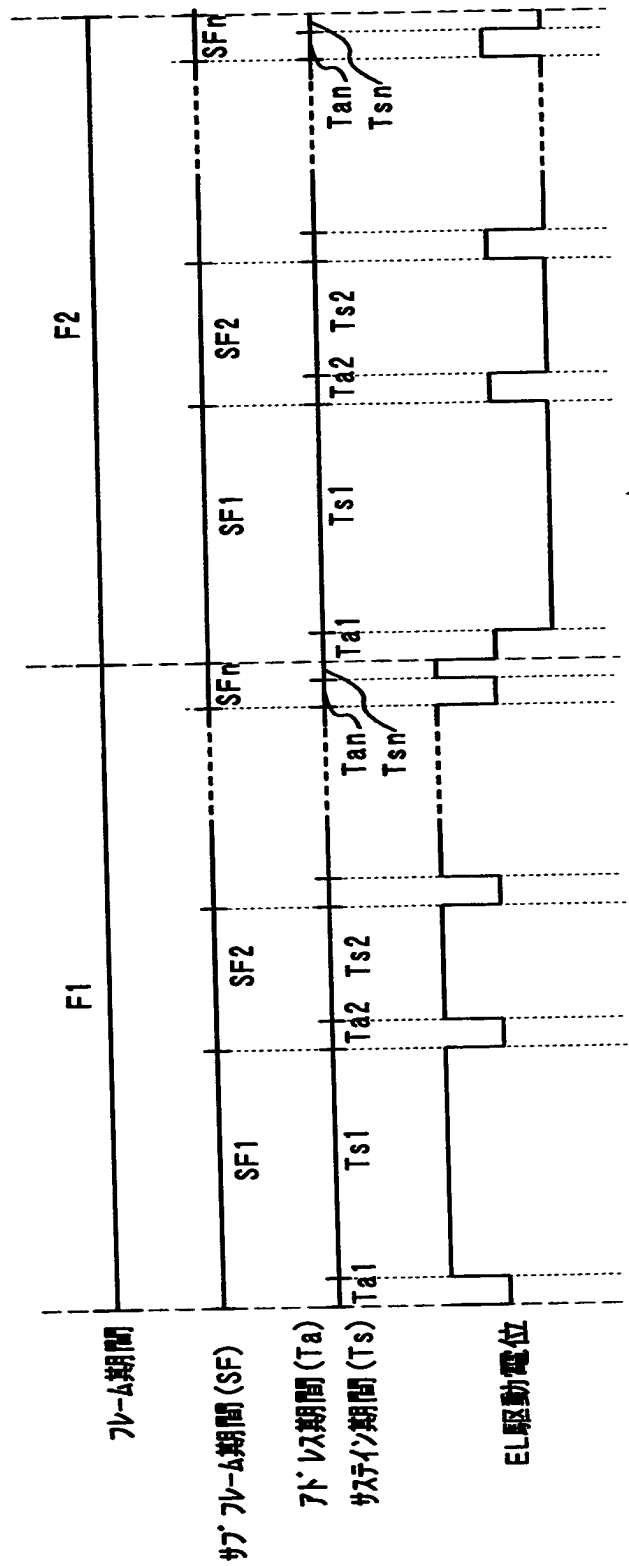 フレーム期間 F1 F2
サブフレーム期間(SF) SF1 SF2 SFn SF1 SF2 SFn
アドレス期間(Ta) Ta1 Ta2 Tan Ta1 Ta2 Tan
サステイン期間(Ts) Ts1 Ts2 Tsn Ts1 Ts2 Tsn
EL駆動電位